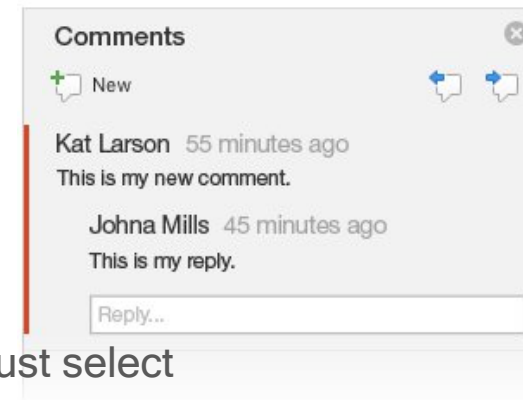 Comments
New
Kat Larson 55 minutes ago
This is my new comment.
Johna Mills 45 minutes ago
This is my reply.
Reply...
ust select